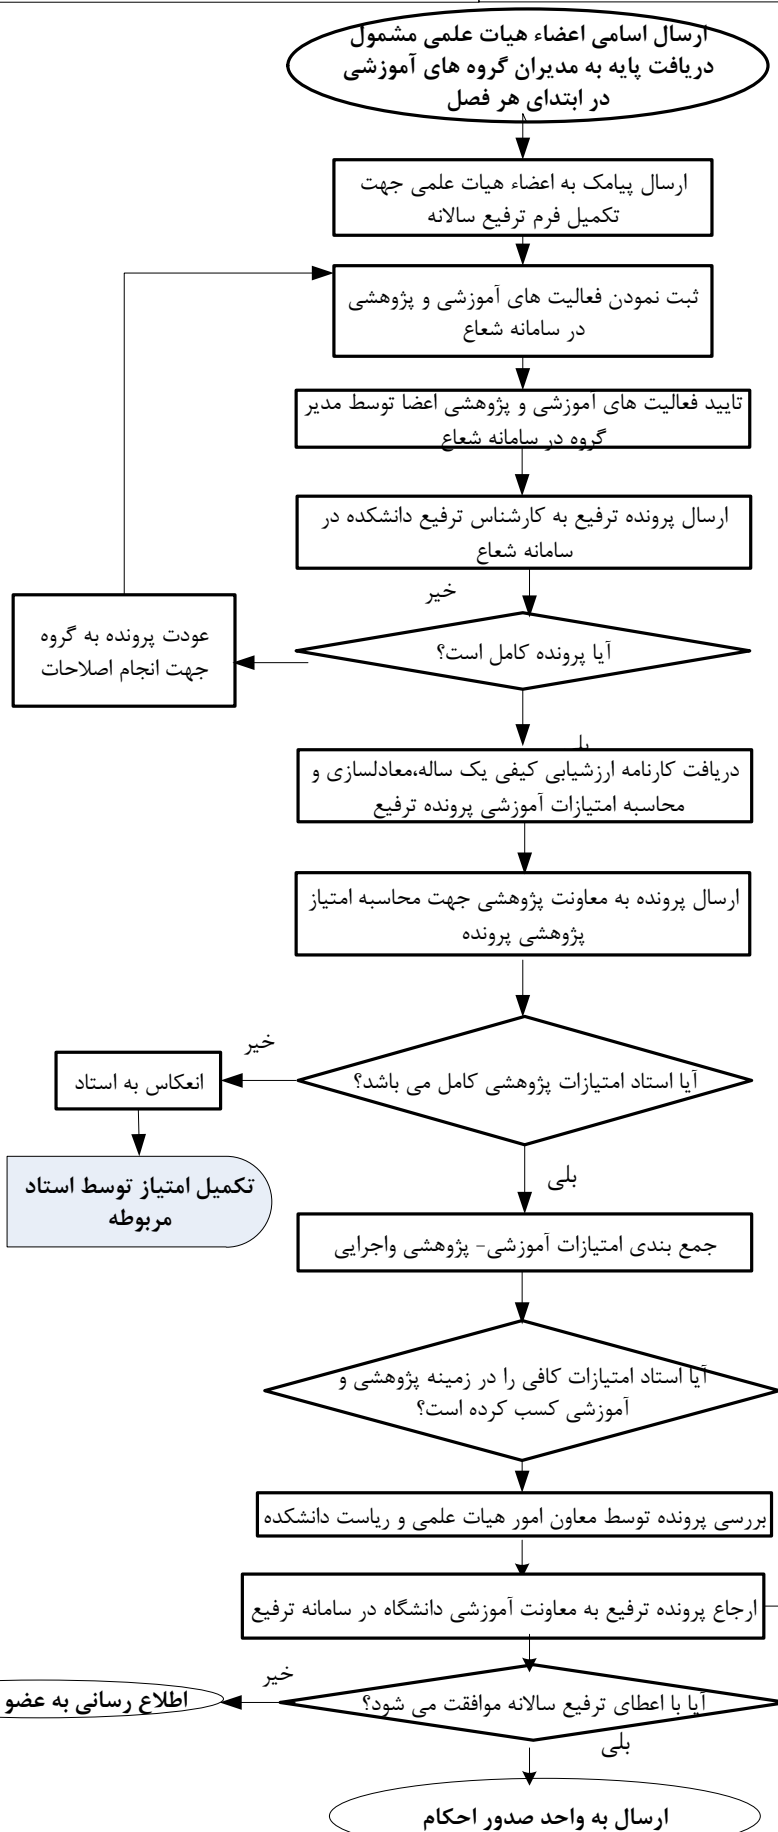 ارسال اسامی اعضاء هیات علمی مشمول
دریافت پایه به مدیران گروه های آموزشی
در ابتدای هر فصل
ارسال پیامک به اعضاء هیات علمی جهت
تکمیل فرم ترفیع سالانه
ثبت نمودن فعالیت های آموزشی و پژوهشی
در سامانه شعاع
تایید فعالیت های آموزشی و پژوهشی اعضا توسط مدیر
گروه در سامانه شعاع
ارسال پرونده ترفیع به کارشناس ترفیع دانشکده در
سامانه شعاع
خیر
آیا پرونده کامل است؟
عودت پرونده به گروه
جهت انجام اصلاحات
دریافت کارنامه ارزشیابی کیفی یک ساله،معادلسازی و
محاسبه امتیازات آموزشی پرونده ترفیع
ارسال پرونده به معاونت پژوهشی جهت محاسبه امتیاز
پژوهشی پرونده
خیر
آیا استاد امتیازات پژوهشی کامل می باشد؟
انعکاس به استاد
تکمیل امتیاز توسط استاد
مربوطه
بلی
جمع بندی امتیازات آموزشی- پژوهشی واجرایی
آیا استاد امتیازات کافی را در زمینه پژوهشی و
آموزشی کسب کرده است؟
بررسی پرونده توسط معاون امور هیات علمی و ریاست دانشکده
ارجاع پرونده ترفیع به معاونت آموزشی دانشگاه در سامانه ترفیع
خیر
آیا با اعطای ترفیع سالانه موافقت می شود؟
اطلاع رسانی به عضو
بلی
ارسال به واحد صدور احکام